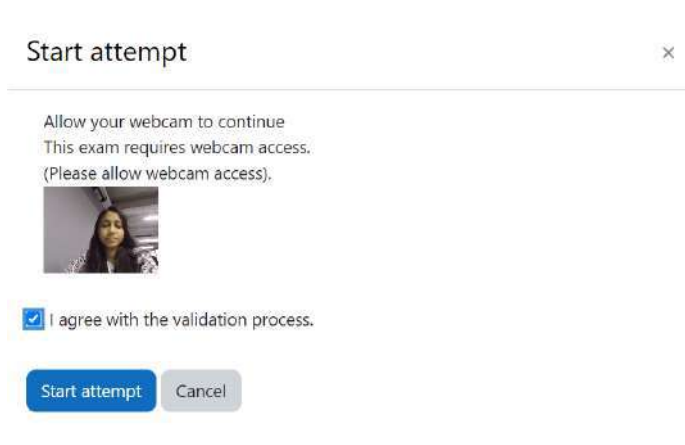 Start attempt
×
Allow your webcam to continue
This exam requires webcam access.
(Please allow webcam access).
I agree with the validation process.
Start attempt Cancel